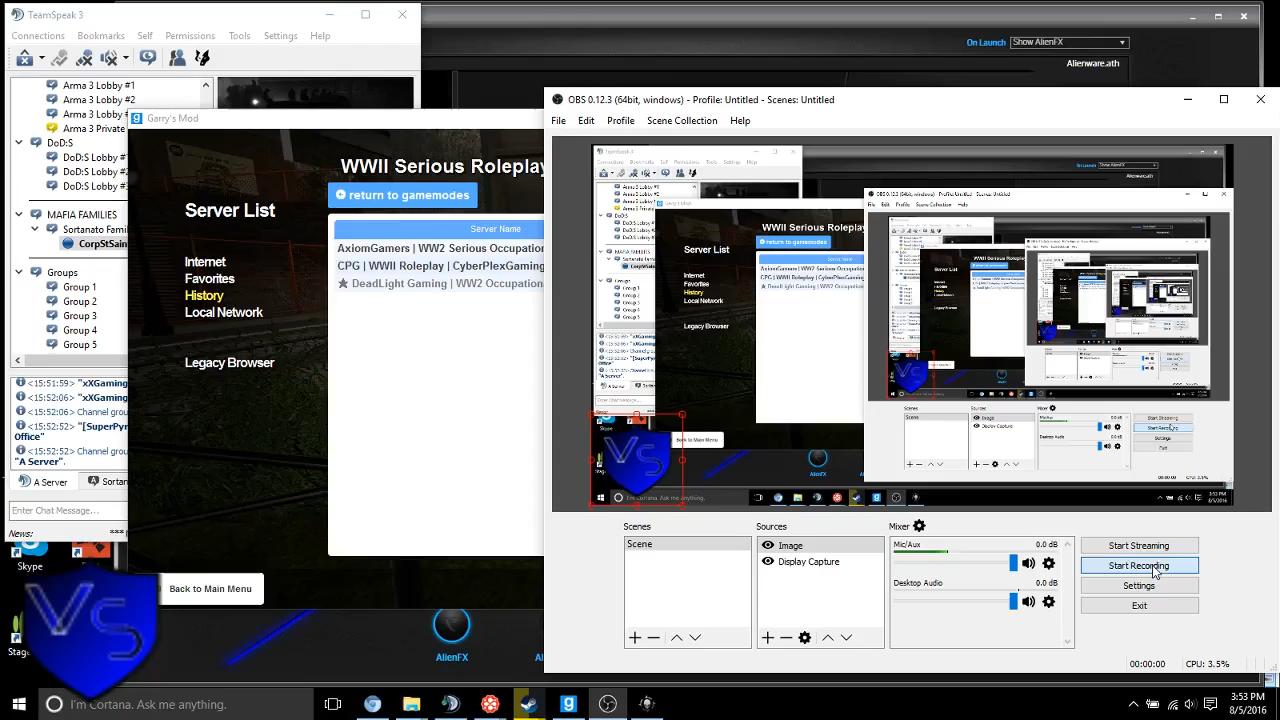 TeamSpeak 3
Connections Bookmarks Self Permissions Tools Settings Help
On Launch Show AlienFX
Alienware.ath
Arma 3 Lobby #1
Arma 3 Lobby #2
Arma 3 Lobby
Arma 3 Private
DoD:S
DoD:S Lobby #
DoD:S Lobby #
DoD:S Lobby #
MAFIA FAMILIES
Sortanato Fami
CorpStSain
Groups
Group 1
Group 2
Group 3
Group 4
Group 5
<15:51:59> "xXGaming
<15:52:06> "xXGaming
<15:52:06> Channel grou
<15:52:52> "[SuperPyr
Office"
<15:52:52> Channel grou
"A Server".
A Server Sortan
Enter Chat Message...
News: ***
Garry's Mod
WWII Serious Roleplay
return to gamemodes
Server List
Internet
Favorites
History
Local Network
Legacy Browser
Server Name
AxiomGamers | WW2 Serious Occupation
CPG | WWII Roleplay | CyberPlexGaming
DeadLight Gaming | WW2 Occupation
Back to Main Menu
Skype
Stag
VS
AlienFX
OBS 0.12.3 (64bit, windows) - Profile: Untitled - Scenes: Untitled
File Edit Profile Scene Collection Help
Scenes
Scene
Sources
Image
Display Capture
Mixer
Mic/Aux 0.0 dB
Desktop Audio 0.0 dB
Start Streaming
Start Recording
Settings
Exit
00:00:00 CPU: 3.5%
I'm Cortana. Ask me anything.
3:53 PM
8/5/2016